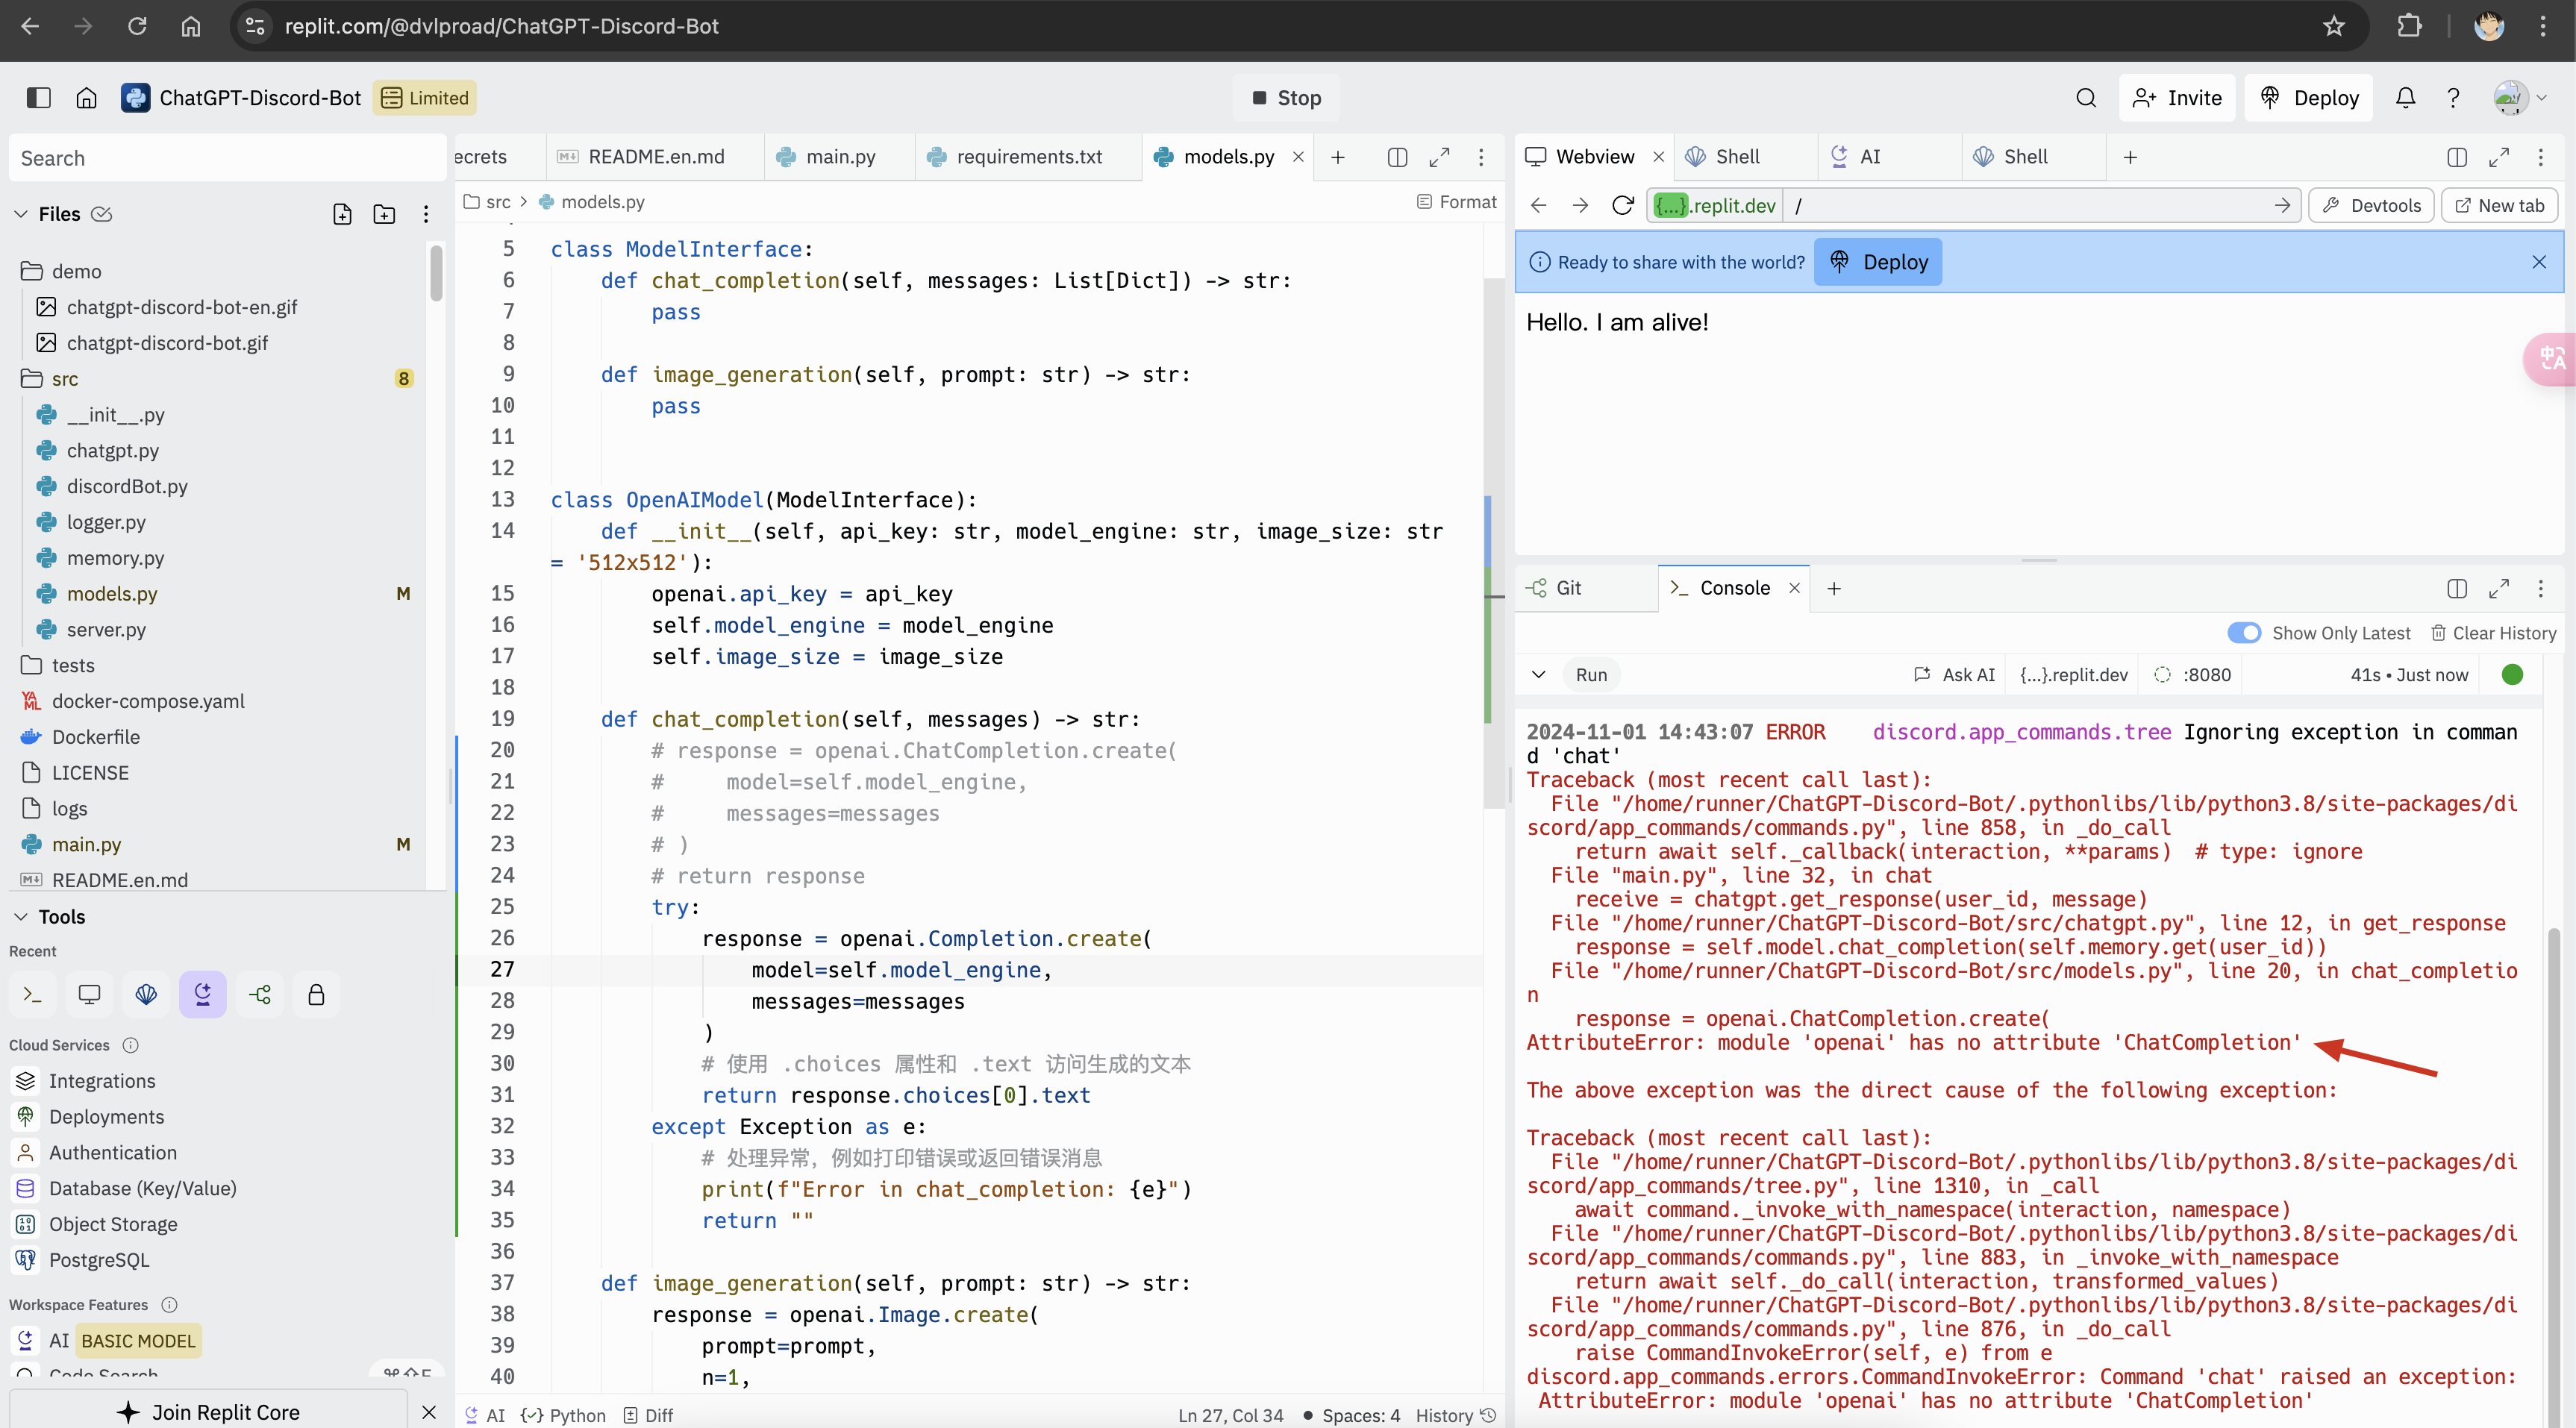 replit.com/@dvlproad/ChatGPT-Discord-Bot
ChatGPT-Discord-Bot
Limited
Stop
Invite
Deploy
Search
Files
demo
chatgpt-discord-bot-en.gif
chatgpt-discord-bot.gif
src
8
__init__.py
chatgpt.py
discordBot.py
logger.py
memory.py
models.py
M
server.py
tests
docker-compose.yaml
Dockerfile
LICENSE
logs
main.py
M
README.en.md
Tools
Recent
Cloud Services
Integrations
Deployments
Authentication
Database (Key/Value)
Object Storage
PostgreSQL
Workspace Features
AI BASIC MODEL
Code Search
Join Replit Core
ecrets
README.en.md
main.py
requirements.txt
models.py
src > models.py
Format
5 class ModelInterface:
6 def chat_completion(self, messages: List[Dict]) -> str:
7 pass
8
9 def image_generation(self, prompt: str) -> str:
10 pass
11
12
13 class OpenAIModel(ModelInterface):
14 def __init__(self, api_key: str, model_engine: str, image_size: str
= '512x512'):
15 openai.api_key = api_key
16 self.model_engine = model_engine
17 self.image_size = image_size
18
19 def chat_completion(self, messages) -> str:
20 # response = openai.ChatCompletion.create(
21 # model=self.model_engine,
22 # messages=messages
23 # )
24 # return response
25 try:
26 response = openai.Completion.create(
27 model=self.model_engine,
28 messages=messages
29 )
30 # 使用 .choices 属性和 .text 访问生成的文本
31 return response.choices[0].text
32 except Exception as e:
33 # 处理异常，例如打印错误或返回错误消息
34 print(f"Error in chat_completion: {e}")
35 return ""
36
37 def image_generation(self, prompt: str) -> str:
38 response = openai.Image.create(
39 prompt=prompt,
40 n=1,
AI
Python
Diff
Ln 27, Col 34
Spaces: 4
History
Webview
Shell
AI
Shell
{...}.replit.dev
/
Devtools
New tab
Ready to share with the world?
Deploy
Hello. I am alive!
中A
Git
Console
Show Only Latest
Clear History
Run
Ask AI
{...}.replit.dev
:8080
41s • Just now
2024-11-01 14:43:07 ERROR discord.app_commands.tree Ignoring exception in comman
d 'chat'
Traceback (most recent call last):
File "/home/runner/ChatGPT-Discord-Bot/.pythonlibs/lib/python3.8/site-packages/di
scord/app_commands/commands.py", line 858, in _do_call
return await self._callback(interaction, **params) # type: ignore
File "main.py", line 32, in chat
receive = chatgpt.get_response(user_id, message)
File "/home/runner/ChatGPT-Discord-Bot/src/chatgpt.py", line 12, in get_response
response = self.model.chat_completion(self.memory.get(user_id))
File "/home/runner/ChatGPT-Discord-Bot/src/models.py", line 20, in chat_completio
n
response = openai.ChatCompletion.create(
AttributeError: module 'openai' has no attribute 'ChatCompletion'
The above exception was the direct cause of the following exception:
Traceback (most recent call last):
File "/home/runner/ChatGPT-Discord-Bot/.pythonlibs/lib/python3.8/site-packages/di
scord/app_commands/tree.py", line 1310, in _call
await command._invoke_with_namespace(interaction, namespace)
File "/home/runner/ChatGPT-Discord-Bot/.pythonlibs/lib/python3.8/site-packages/di
scord/app_commands/commands.py", line 883, in _invoke_with_namespace
return await self._do_call(interaction, transformed_values)
File "/home/runner/ChatGPT-Discord-Bot/.pythonlibs/lib/python3.8/site-packages/di
scord/app_commands/commands.py", line 876, in _do_call
raise CommandInvokeError(self, e) from e
discord.app_commands.errors.CommandInvokeError: Command 'chat' raised an exception:
AttributeError: module 'openai' has no attribute 'ChatCompletion'